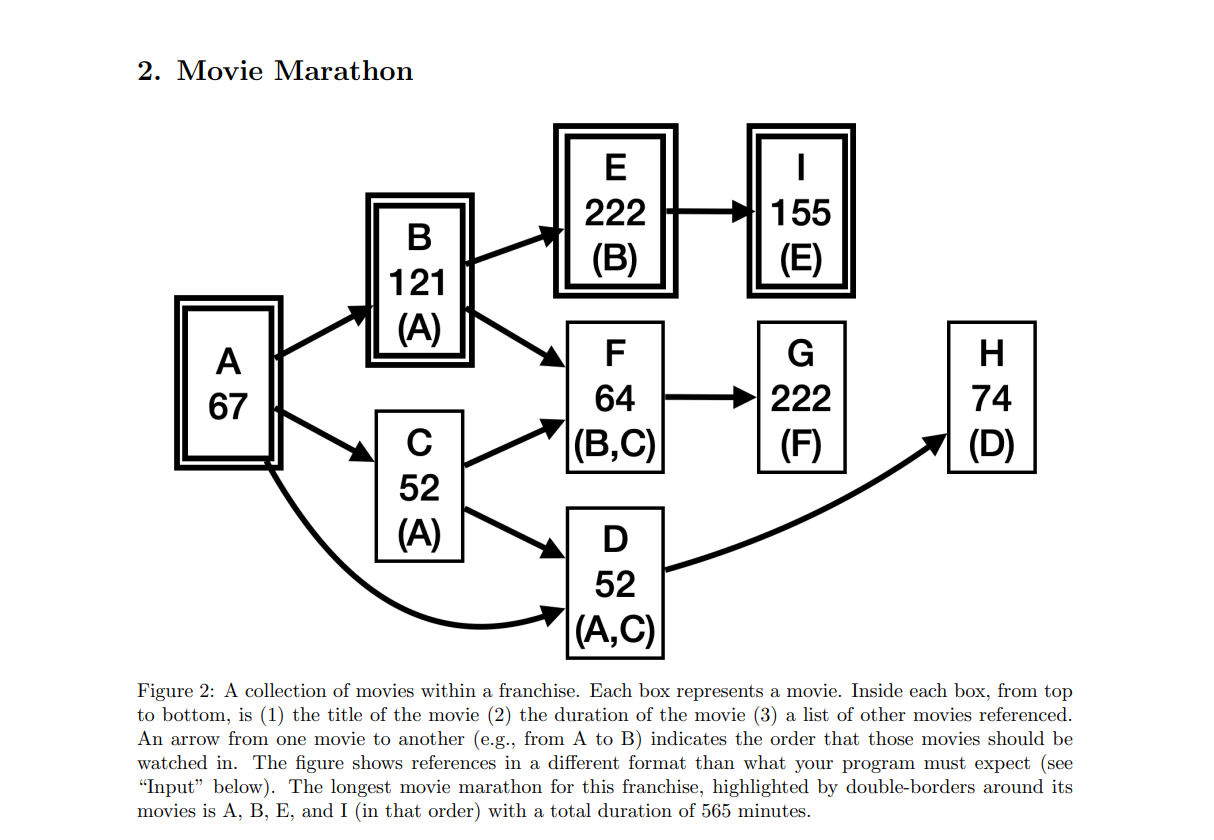 2. Movie Marathon
E
222
(B)
I
155
(E)
B
121
(A)
A
67
F
64
(B,C)
G
222
(F)
H
74
(D)
C
52
(A)
D
52
(A,C)
Figure 2: A collection of movies within a franchise. Each box represents a movie. Inside each box, from top
to bottom, is (1) the title of the movie (2) the duration of the movie (3) a list of other movies referenced.
An arrow from one movie to another (e.g., from A to B) indicates the order that those movies should be
watched in. The figure shows references in a different format than what your program must expect (see
“Input” below). The longest movie marathon for this franchise, highlighted by double-borders around its
movies is A, B, E, and I (in that order) with a total duration of 565 minutes.